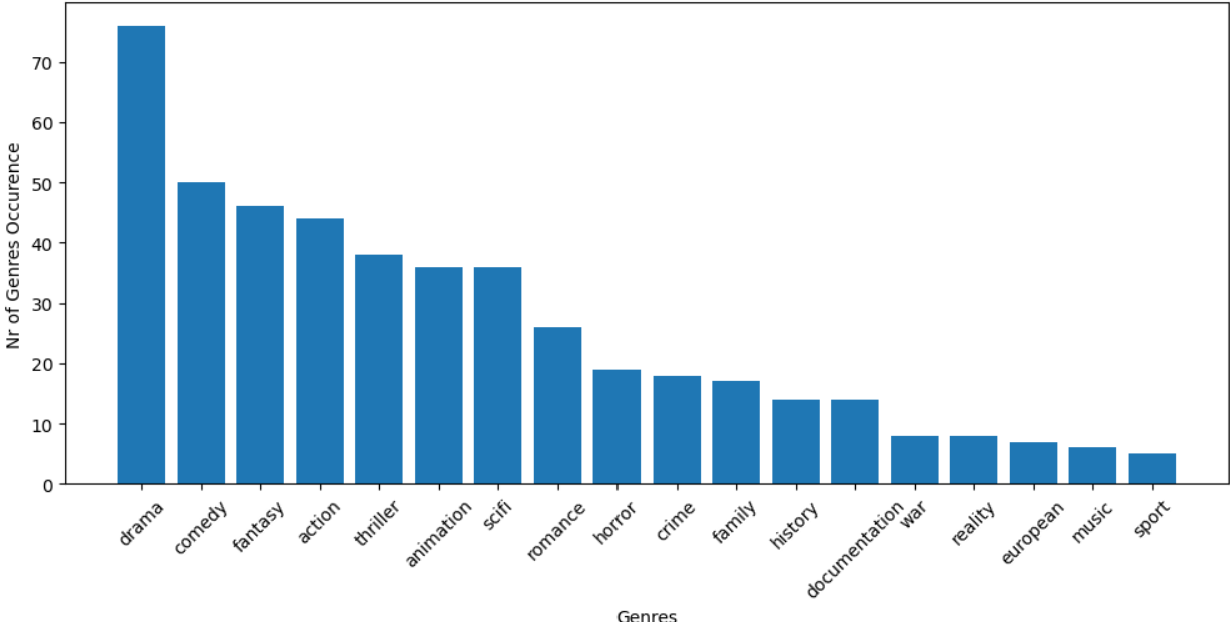 Nr of Genres Occurence
70
60
50
40
30
20
10
0
drama
comedy
fantasy
action
thriller
animation
scifi
romance
horror
crime
family
history
documentation
war
reality
european
music
sport
Genres